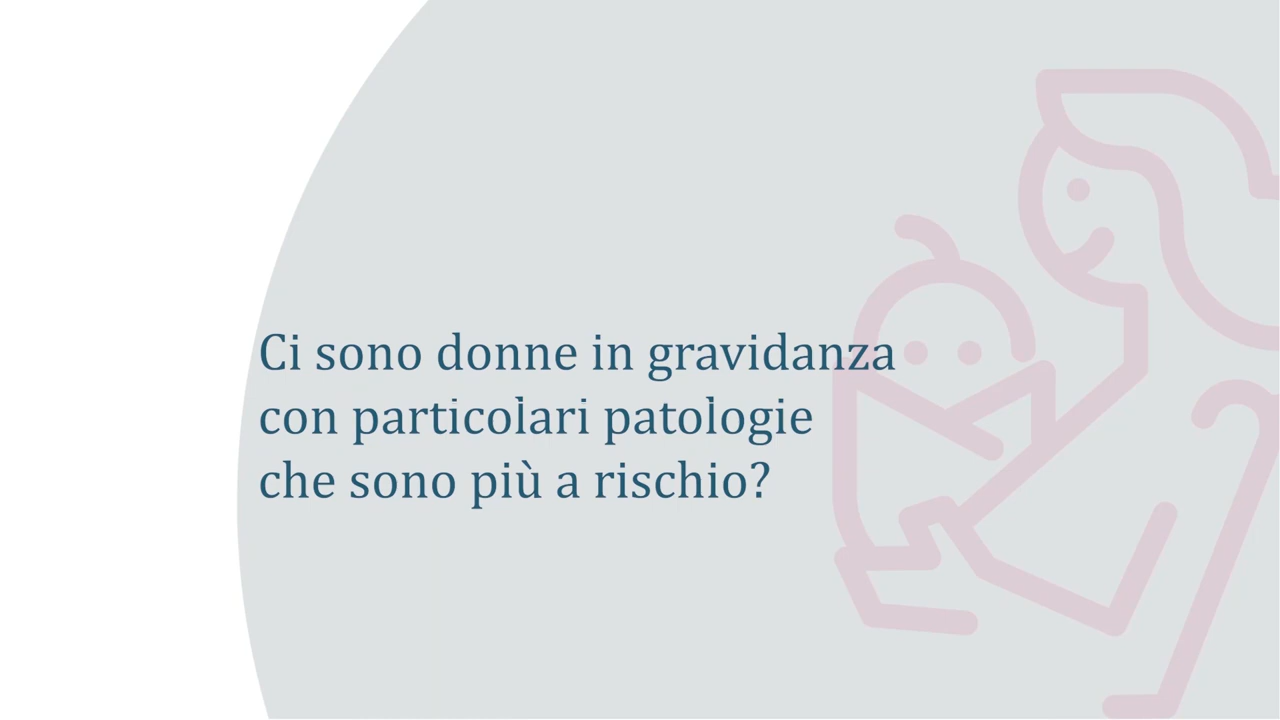 Ci sono donne in gravidanza
con particolari patologie
che sono più a rischio?